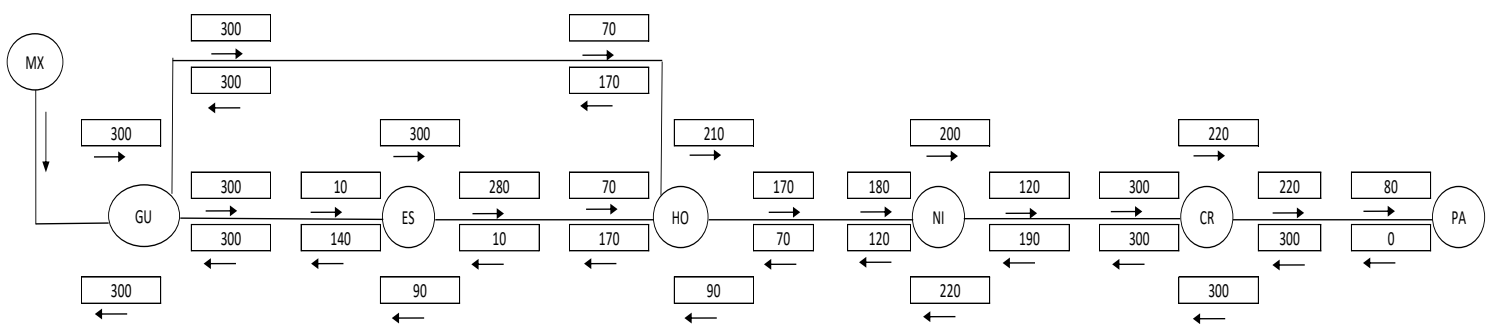 300 70
MX
300 170
300 300 210 200 220
300 10 280 70 170 180 120 300 220 80
GU ES HO NI CR PA
300 140 10 170 70 120 190 300 300 0
300 90 90 220 300